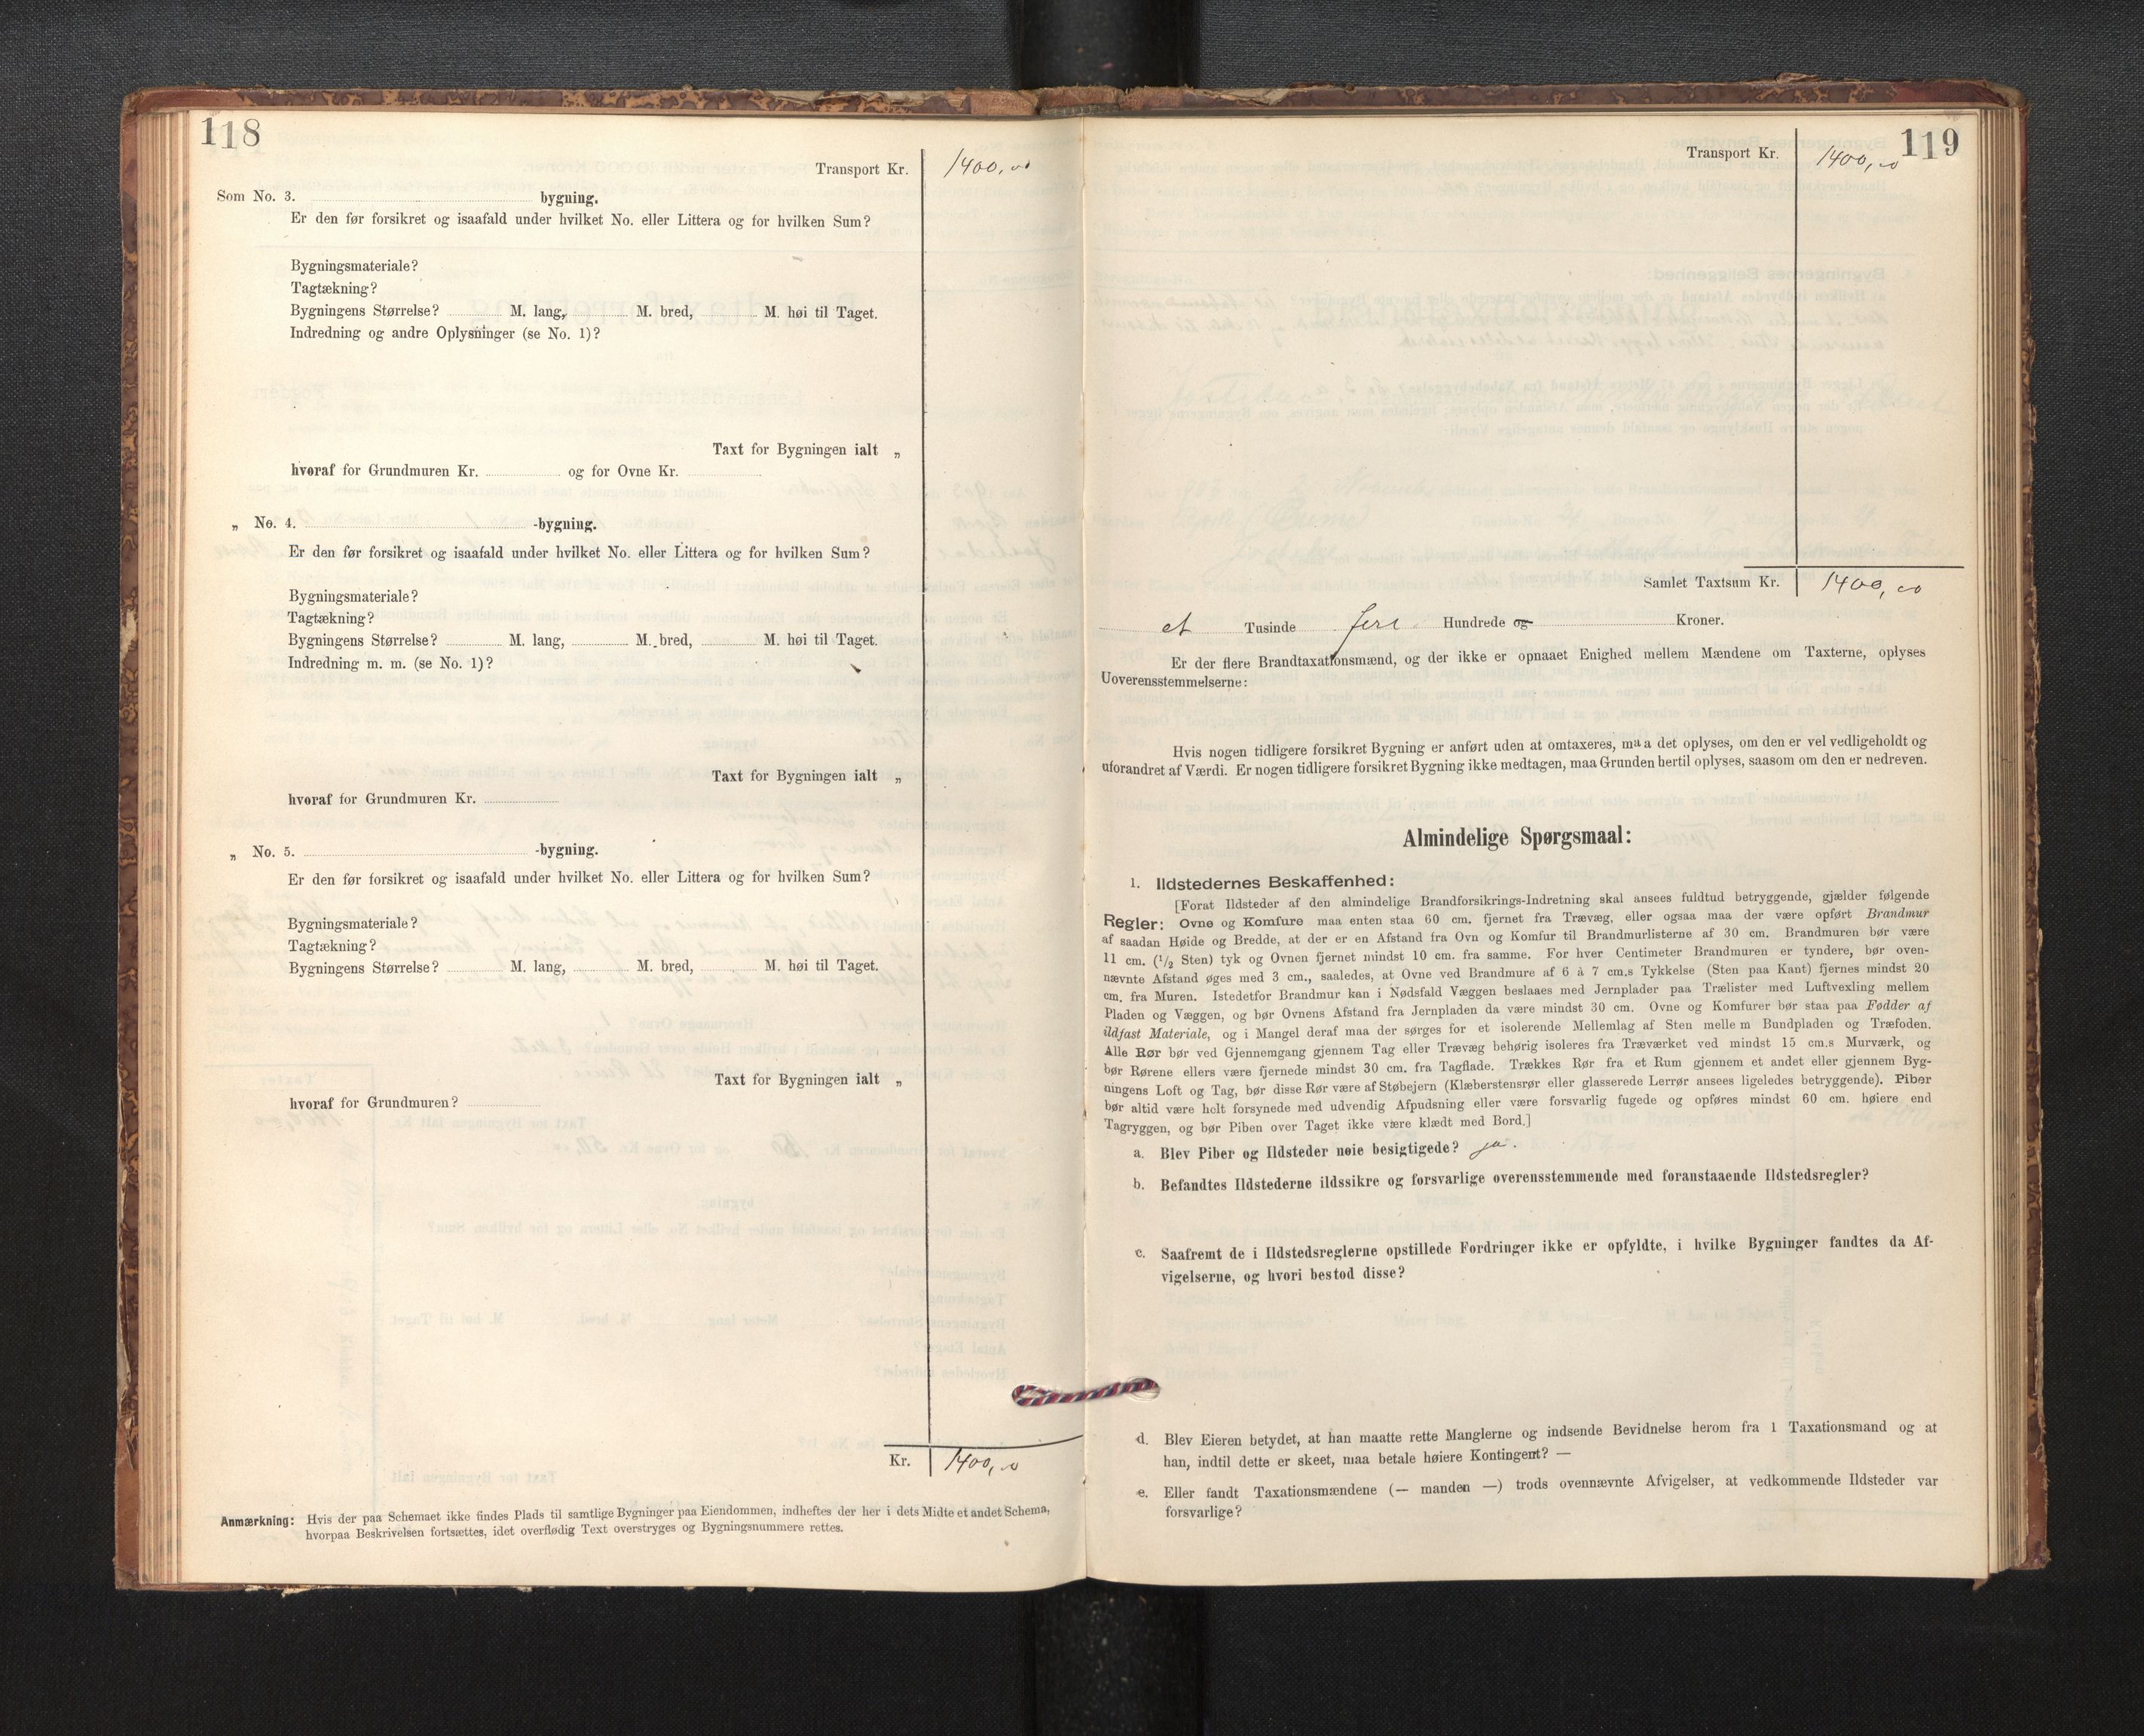 118
Transport Kr. 1400,00
Som No. 3. bygning.
Er den før forsikret og isaafald under hvilket No. eller Littera og for hvilken Sum?
Bygningsmateriale?
Tagtækning?
Bygningens Størrelse? M. lang, M. bred, M. høi til Taget.
Indredning og andre Oplysninger (se No. 1)?
Taxt for Bygningen ialt „
hvoraf for Grundmuren Kr. og for Ovne Kr.
„ No. 4. -bygning.
Er den før forsikret og isaafald under hvilket No. eller Littera og for hvilken Sum?
Bygningsmateriale?
Tagtækning?
Bygningens Størrelse? M. lang, M. bred, M. høi til Taget.
Indredning m. m. (se No. 1)?
Taxt for Bygningen ialt „
hvoraf for Grundmuren Kr.
„ No. 5. -bygning.
Er den før forsikret og isaafald under hvilket No. eller Littera og for hvilken Sum?
Bygningsmateriale?
Tagtækning?
Bygningens Størrelse? M. lang, M. bred, M. høi til Taget.
Taxt for Bygningen ialt „
hvoraf for Grundmuren?
Kr. 1400,00
Anmærkning: Hvis der paa Schemaet ikke findes Plads til samtlige Bygninger paa Eiendommen, indheftes der her i dets Midte et andet Schema,
hvorpaa Beskrivelsen fortsættes, idet overflødig Text overstryges og Bygningsnummere rettes.
119
Transport Kr. 1400,00
Samlet Taxtsum Kr. 1400,00
et Tusinde fire Hundrede og Kroner.
Er der flere Brandtaxationsmænd, og der ikke er opnaaet Enighed mellem Mændene om Taxterne, oplyses
Uoverensstemmelserne:
Hvis nogen tidligere forsikret Bygning er anført uden at omtaxeres, maa det oplyses, om den er vel vedligeholdt og
uforandret af Værdi. Er nogen tidligere forsikret Bygning ikke medtagen, maa Grunden hertil oplyses, saasom om den er nedreven.
Almindelige Spørgsmaal:
1. Ildstedernes Beskaffenhed:
[Forat Ildsteder af den almindelige Brandforsikrings-Indretning skal ansees fuldtud betryggende, gjælder følgende
Regler: Ovne og Komfure maa enten staa 60 cm. fjernet fra Trævæg, eller ogsaa maa der være opført Brandmur
af saadan Høide og Bredde, at der er en Afstand fra Ovn og Komfur til Brandmurlisterne af 30 cm. Brandmuren bør være
11 cm. (1/2 Sten) tyk og Ovnen fjernet mindst 10 cm. fra samme. For hver Centimeter Brandmuren er tyndere, bør oven-
nævnte Afstand øges med 3 cm., saaledes, at Ovne ved Brandmure af 6 à 7 cm.s Tykkelse (Sten paa Kant) fjernes mindst 20
cm. fra Muren. Istedetfor Brandmur kan i Nødsfald Væggen beslaaes med Jernplader paa Trælister med Luftvexling mellem
Pladen og Væggen, og bør Ovnens Afstand fra Jernpladen da være mindst 30 cm. Ovne og Komfurer bør staa paa Fødder af
ildfast Materiale, og i Mangel deraf maa der sørges for et isolerende Mellemlag af Sten mellem Bundpladen og Træfoden.
Alle Rør bør ved Gjennemgang gjennem Tag eller Trævæg behørig isoleres fra Træværket ved mindst 15 cm.s Murværk, og
bør Rørene ellers være fjernede mindst 30 cm. fra Tagflade. Trækkes Rør fra et Rum gjennem et andet eller gjennem Byg-
ningens Loft og Tag, bør disse Rør være af Støbejern (Klæberstensrør eller glasserede Lerrør ansees ligeledes betryggende). Piber
bør altid være helt forsynede med udvendig Afpudsning eller være forsvarlig fugede og opføres mindst 60 cm. høiere end
Tagryggen, og bør Piben over Taget ikke være klædt med Bord.]
a. Blev Piber og Ildsteder nøie besigtigede? ja.
b. Befandtes Ildstederne ildssikre og forsvarlige overensstemmende med foranstaaende Ildstedsregler?
c. Saafremt de i Ildstedsreglerne opstillede Fordringer ikke er opfyldte, i hvilke Bygninger fandtes da Af-
vigelserne, og hvori bestod disse?
d. Blev Eieren betydet, at han maatte rette Manglerne og indsende Bevidnelse herom fra 1 Taxationsmand og at
han, indtil dette er skeet, maa betale høiere Kontingent? —
e. Eller fandt Taxationsmændene (— manden —) trods ovennævnte Afvigelser, at vedkommende Ildsteder var
forsvarlige?